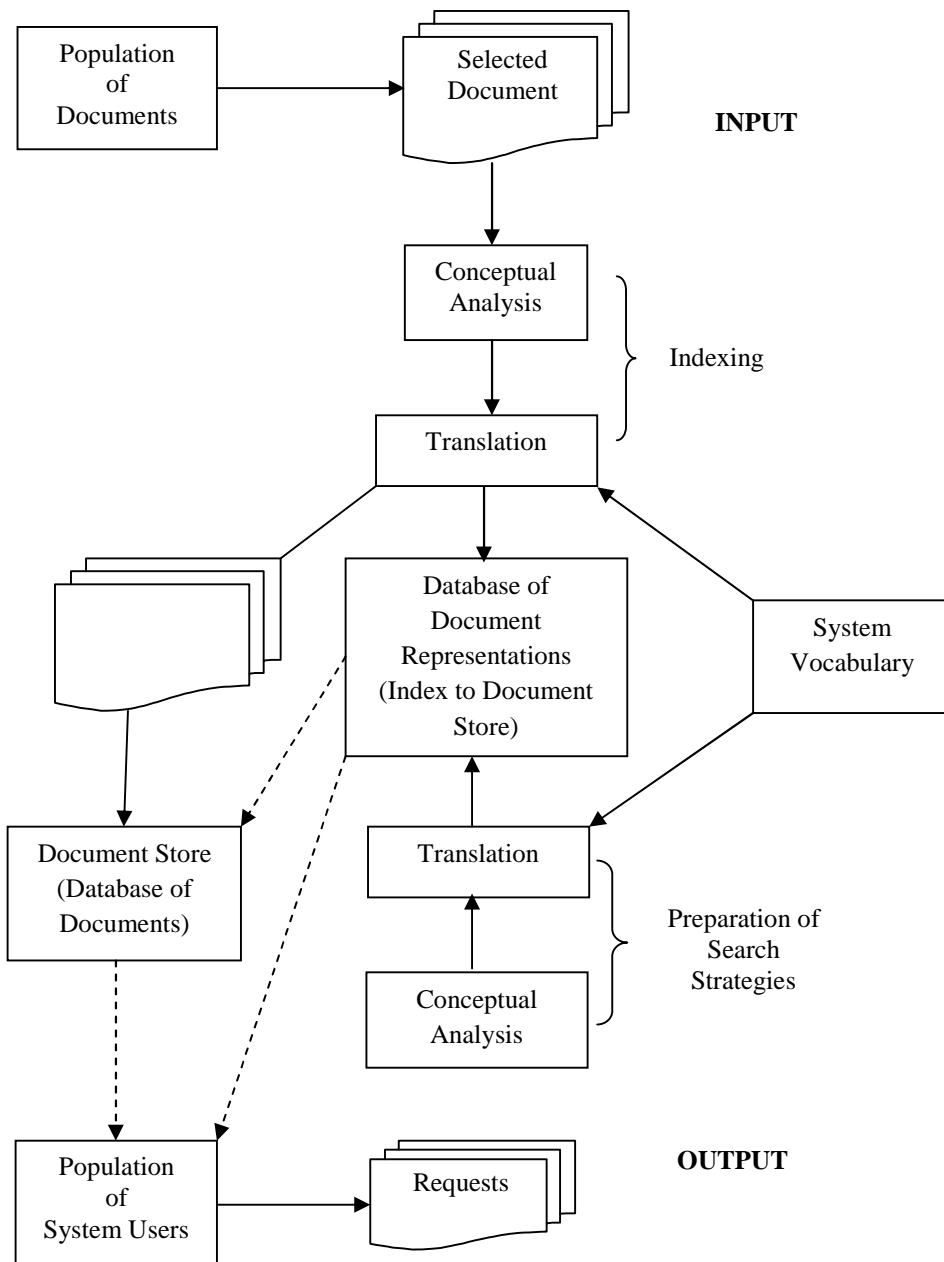 Population
of
Documents
Selected
Document
INPUT
Conceptual
Analysis
Indexing
Translation
Database of
Document
Representations
(Index to Document
Store)
System
Vocabulary
Document Store
(Database of
Documents)
Translation
Preparation of
Search
Strategies
Conceptual
Analysis
Population
of
System Users
Requests
OUTPUT